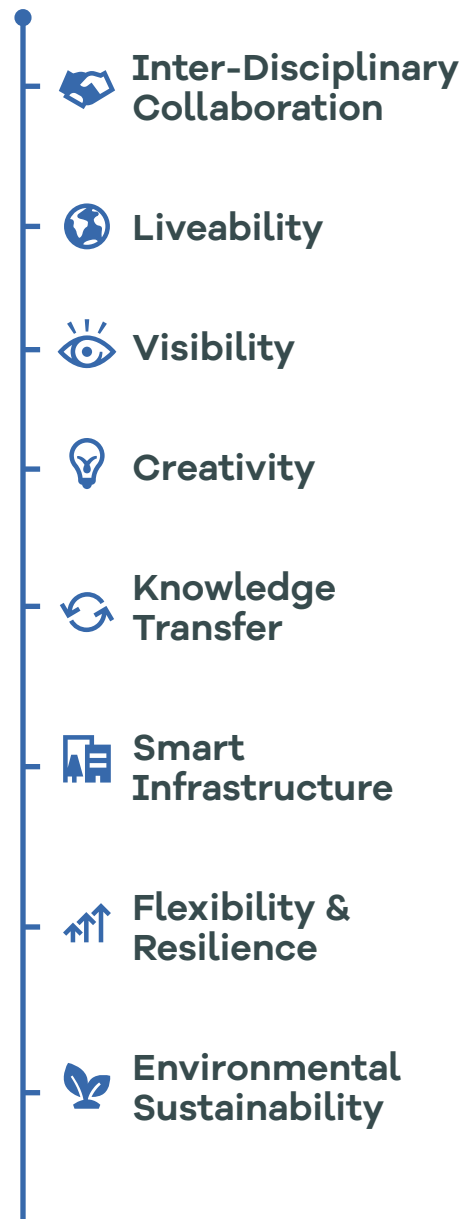 Inter-Disciplinary
Collaboration
Liveability
Visibility
Creativity
Knowledge
Transfer
Smart
Infrastructure
Flexibility &
Resilience
Environmental
Sustainability